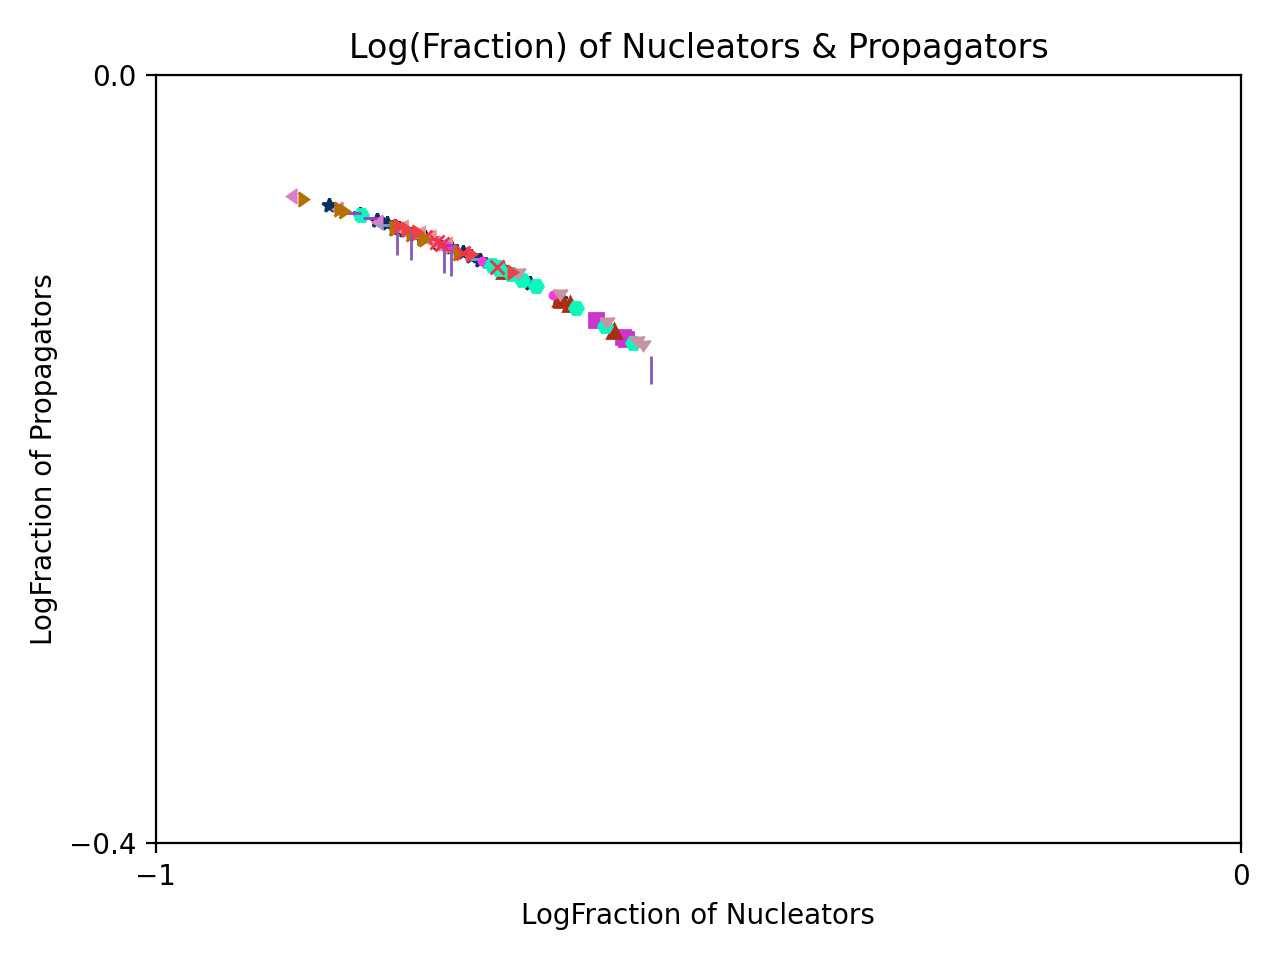 Log(Fraction) of Nucleators & Propagators
0.0
LogFraction of Propagators
−0.4
−1
0
LogFraction of Nucleators